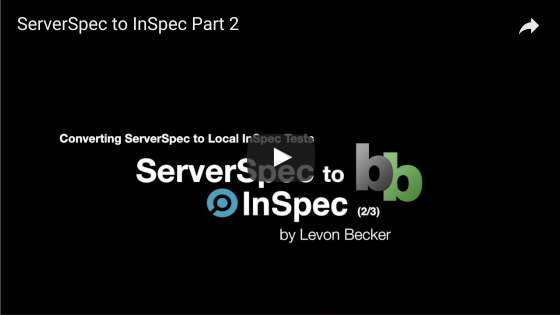 ServerSpec to InSpec Part 2
Converting ServerSpec to Local InSpec Tests
ServerSpec to bb
InSpec (2/3)
by Levon Becker